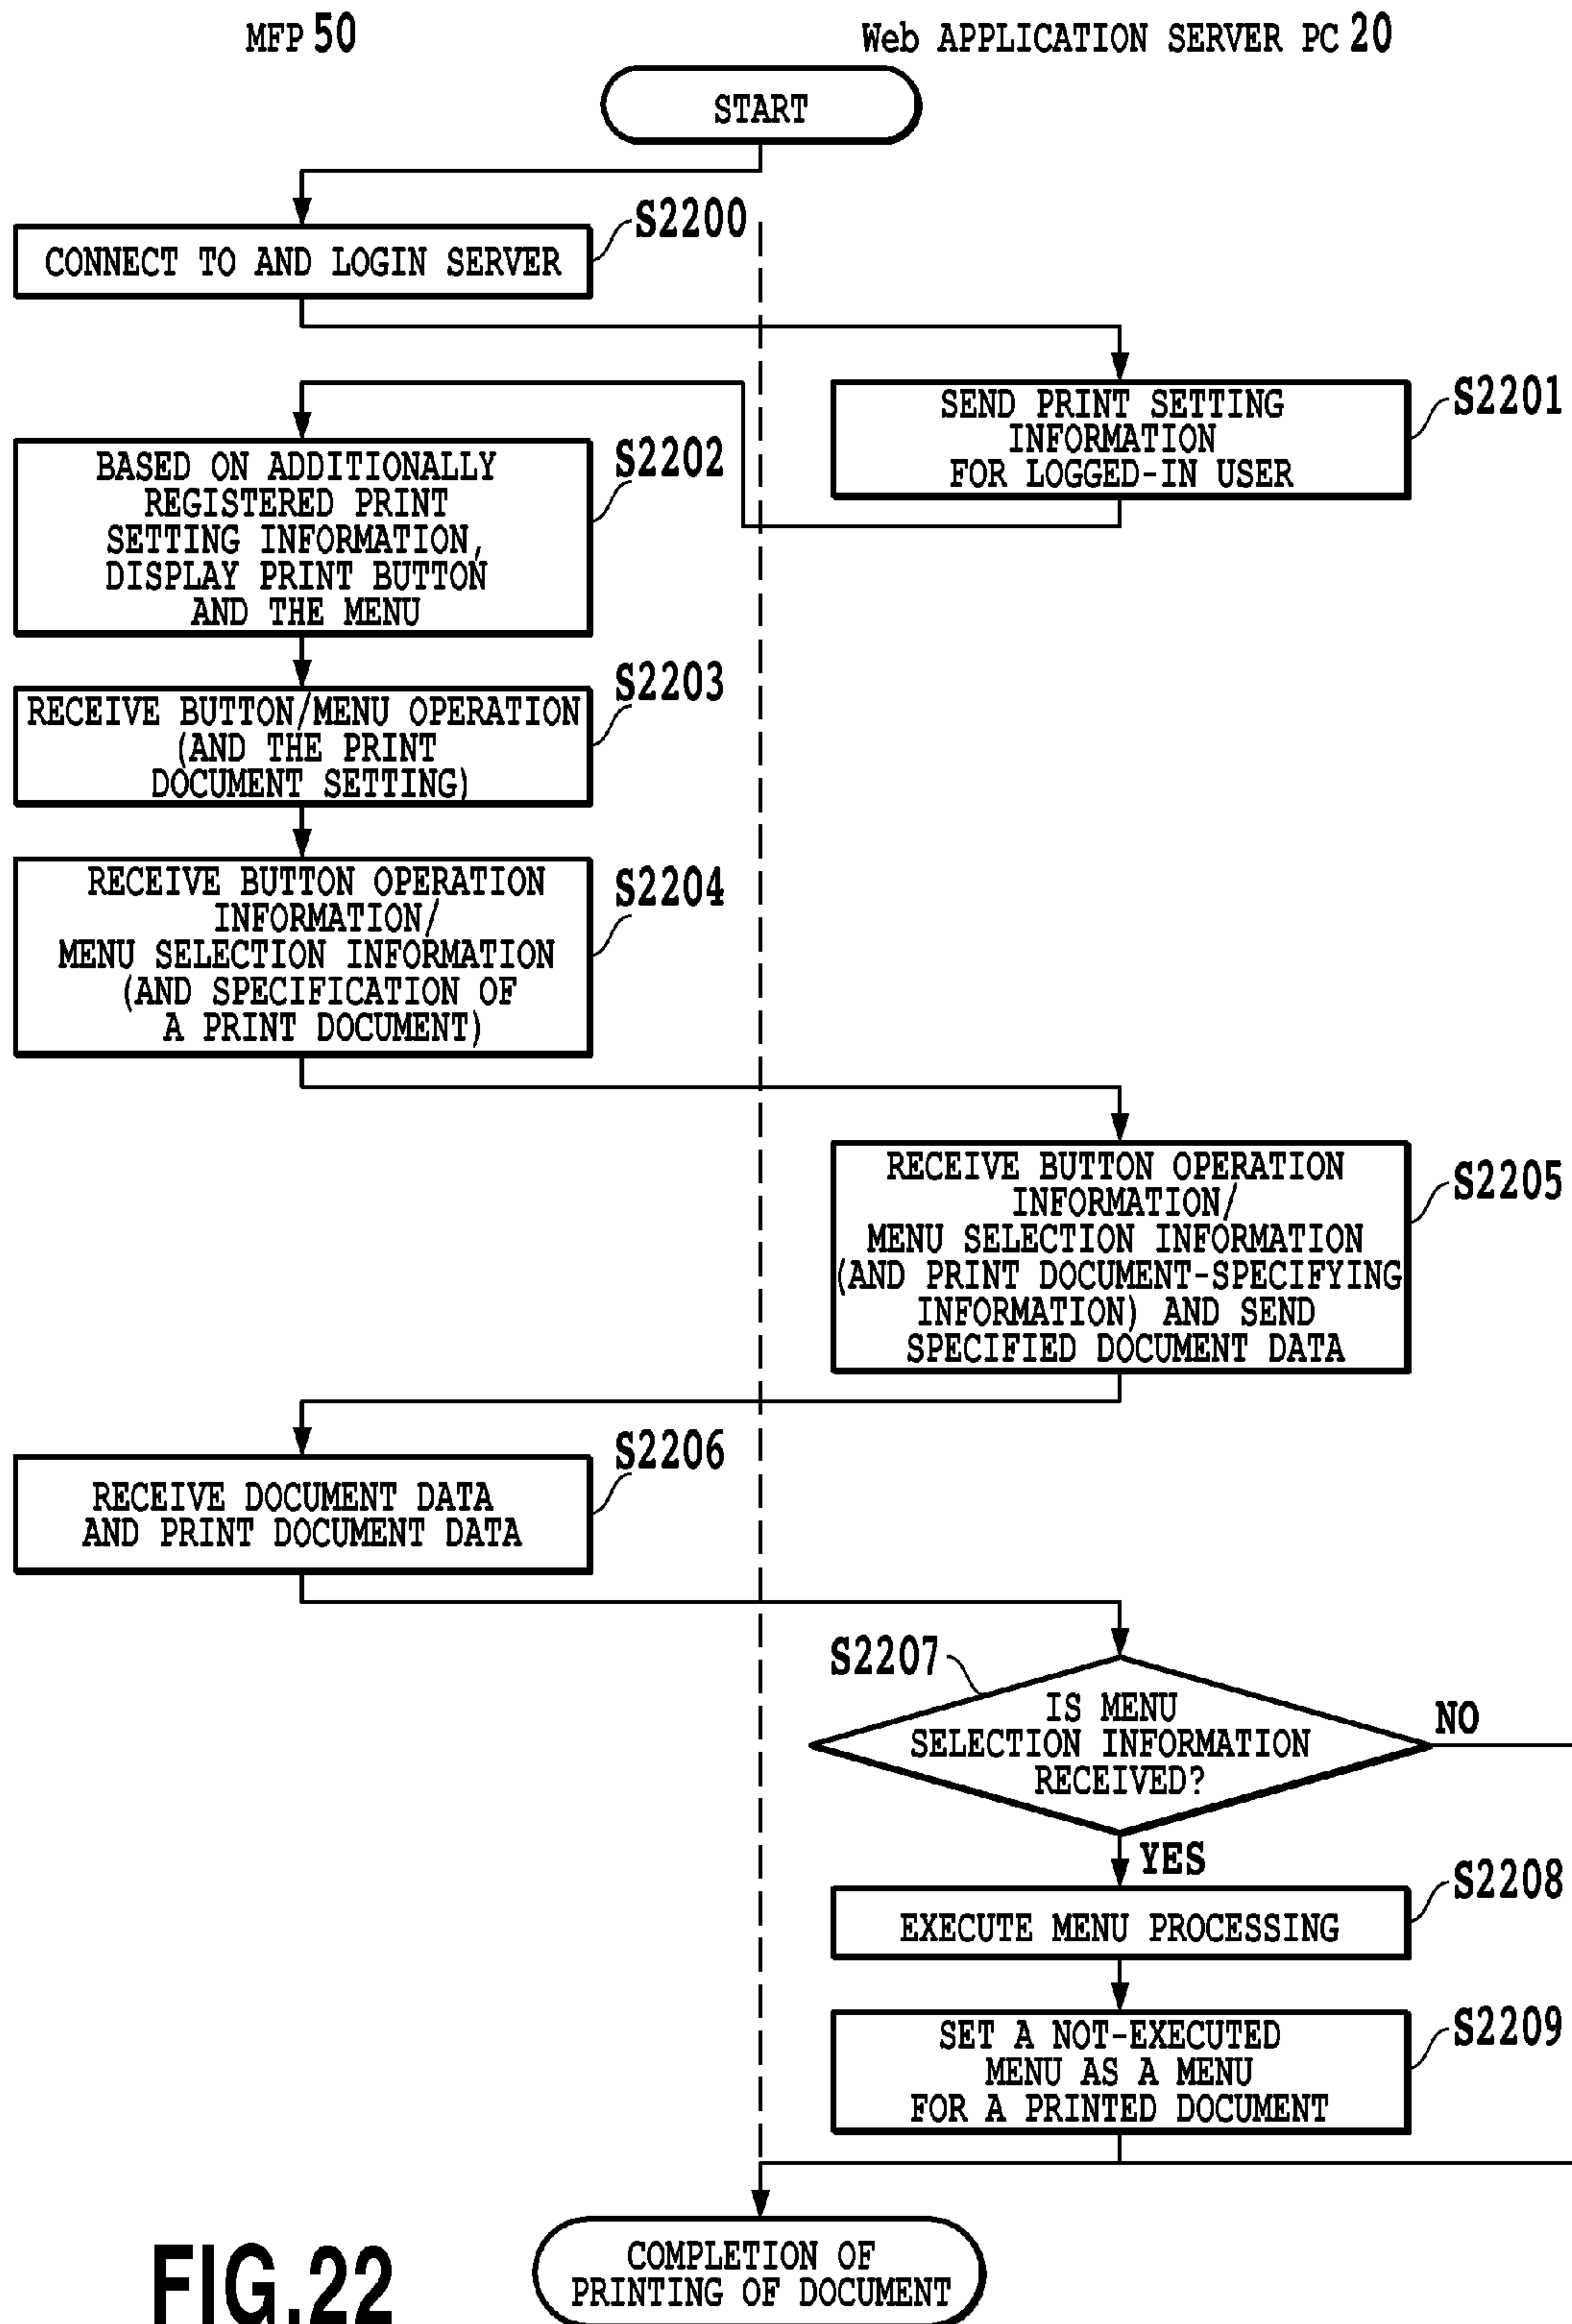 MFP 50
Web APPLICATION SERVER PC 20
START
S2200
CONNECT TO AND LOGIN SERVER
S2201
SEND PRINT SETTING
INFORMATION
FOR LOGGED-IN USER
S2202
BASED ON ADDITIONALLY
REGISTERED PRINT
SETTING INFORMATION,
DISPLAY PRINT BUTTON
AND THE MENU
S2203
RECEIVE BUTTON/MENU OPERATION
(AND THE PRINT
DOCUMENT SETTING)
S2204
RECEIVE BUTTON OPERATION
INFORMATION/
MENU SELECTION INFORMATION
(AND SPECIFICATION OF
A PRINT DOCUMENT)
S2205
RECEIVE BUTTON OPERATION
INFORMATION/
MENU SELECTION INFORMATION
(AND PRINT DOCUMENT-SPECIFYING
INFORMATION) AND SEND
SPECIFIED DOCUMENT DATA
S2206
RECEIVE DOCUMENT DATA
AND PRINT DOCUMENT DATA
S2207
IS MENU
SELECTION INFORMATION
RECEIVED?
NO
YES
S2208
EXECUTE MENU PROCESSING
S2209
SET A NOT-EXECUTED
MENU AS A MENU
FOR A PRINTED DOCUMENT
COMPLETION OF
PRINTING OF DOCUMENT
FIG.22